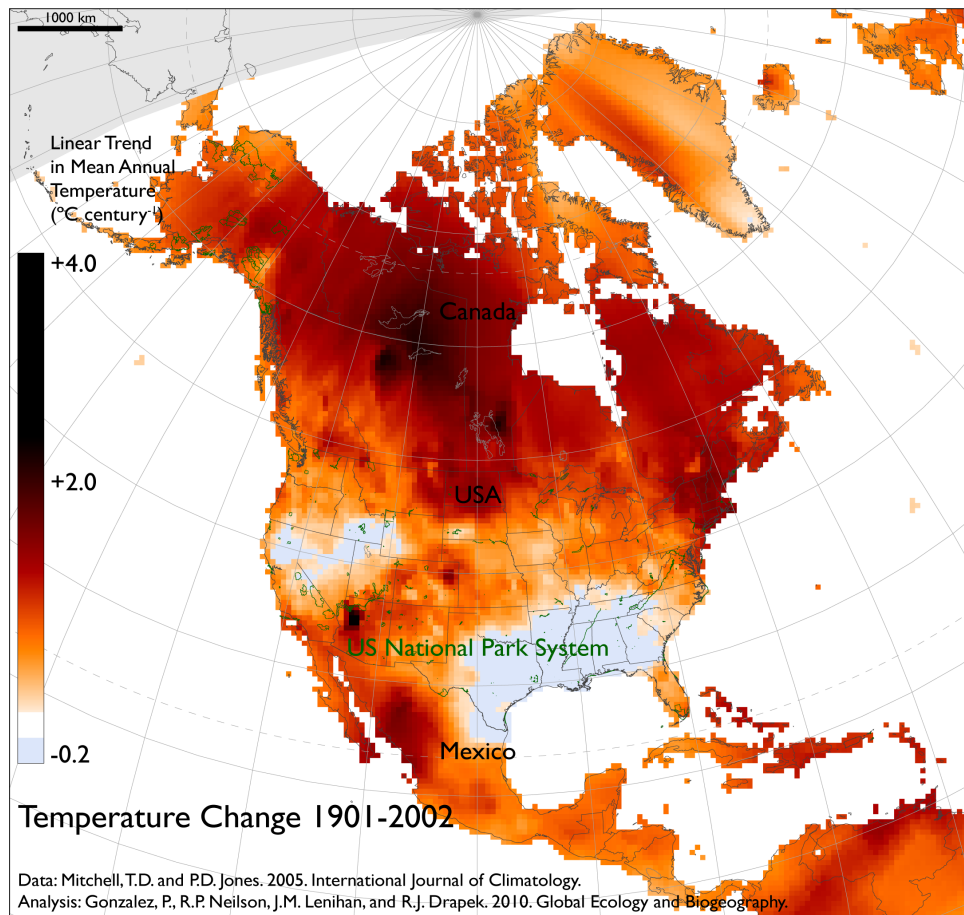 1000 km
Linear Trend
in Mean Annual
Temperature
(ºC century⁻¹)
+4.0
Canada
+2.0
USA
US National Park System
-0.2
Mexico
Temperature Change 1901-2002
Data: Mitchell, T.D. and P.D. Jones. 2005. International Journal of Climatology.
Analysis: Gonzalez, P., R.P. Neilson, J.M. Lenihan, and R.J. Drapek. 2010. Global Ecology and Biogeography.